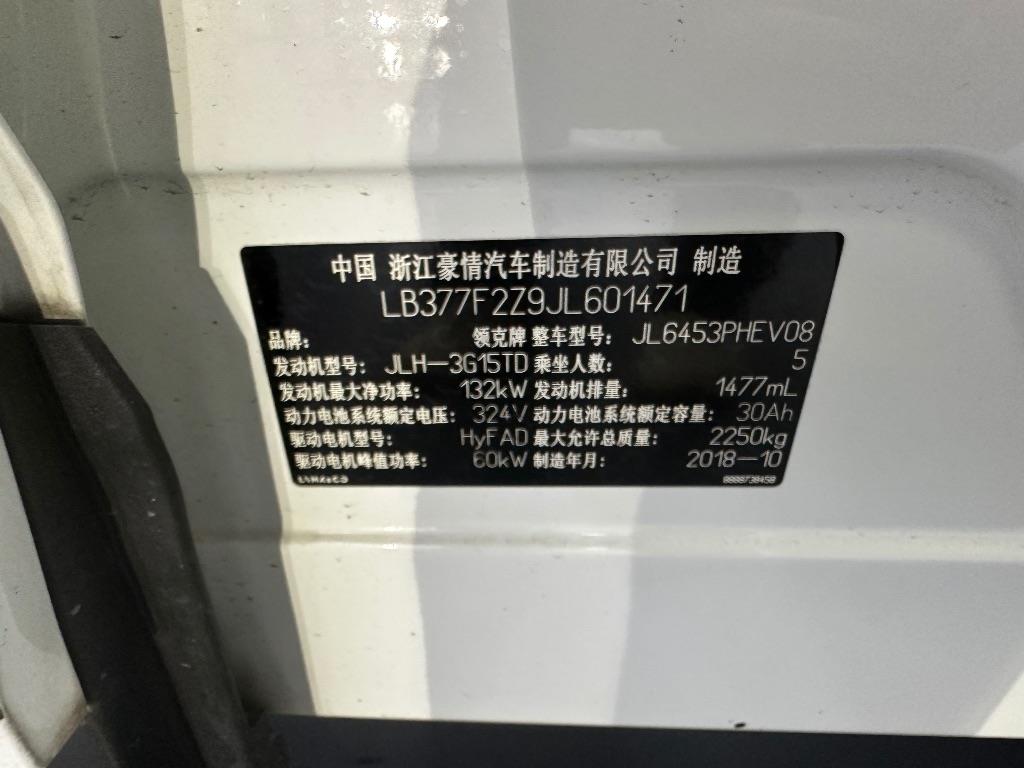 中国 浙江豪情汽车制造有限公司 制造
LB377F2Z9JL601471
品牌: 领克牌 整车型号: JL6453PHEV08
发动机型号: JLH-3G15TD 乘坐人数: 5
发动机最大净功率: 132kW 发动机排量: 1477mL
动力电池系统额定电压: 324V 动力电池系统额定容量: 30Ah
驱动电机型号: HyFAD 最大允许总质量: 2250kg
驱动电机峰值功率: 60kW 制造年月: 2018-10